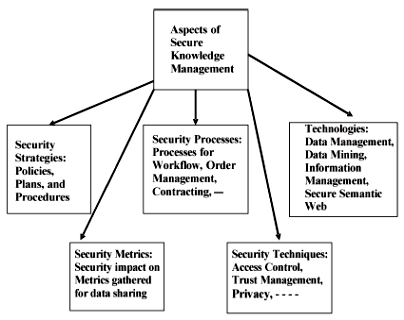 Aspects of
Secure
Knowledge
Management
Security
Strategies:
Policies,
Plans, and
Procedures
Security Processes:
Processes for
Workflow, Order
Management,
Contracting, —
Technologies:
Data Management,
Data Mining,
Information
Management,
Secure Semantic
Web
Security Metrics:
Security impact on
Metrics gathered
for data sharing
Security Techniques:
Access Control,
Trust Management,
Privacy, - - - -